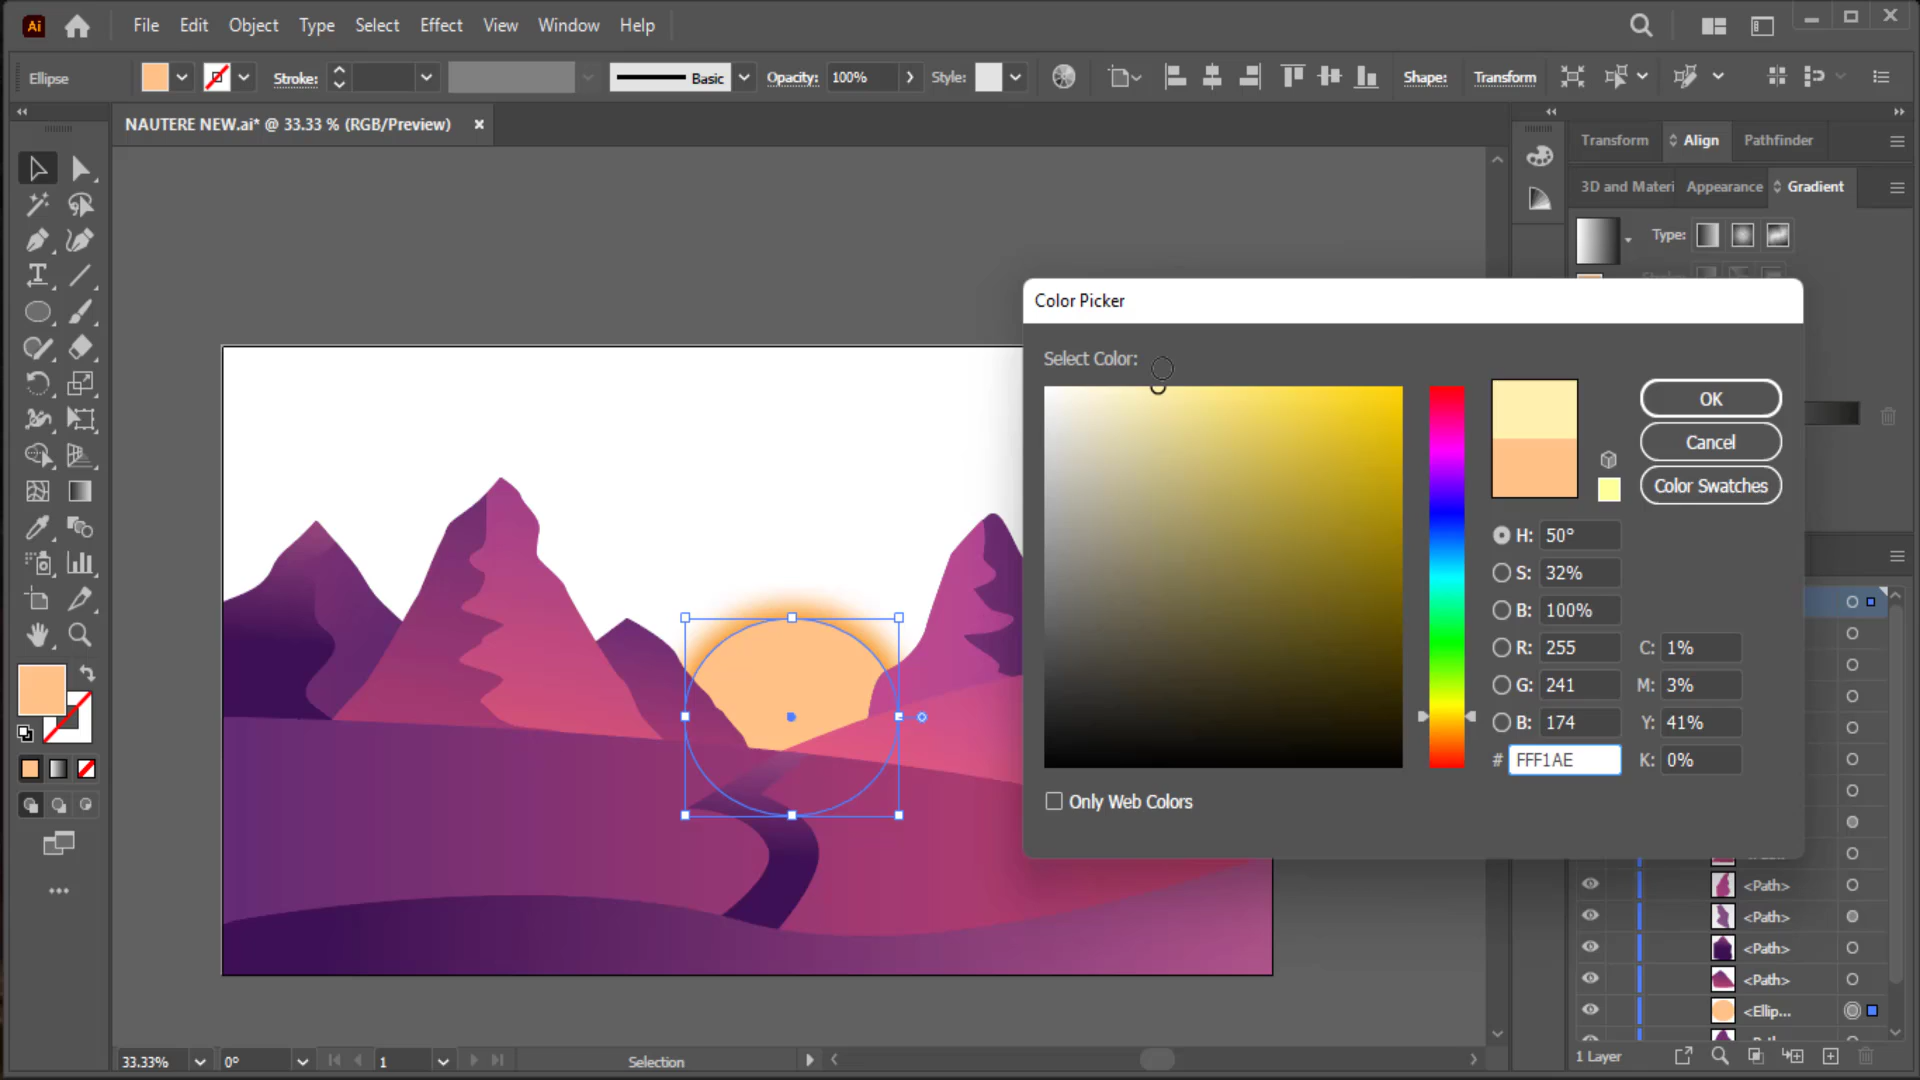 Ai File Edit Object Type Select Effect View Window Help
Ellipse Stroke: Basic Opacity: 100% Style: Shape: Transform
NAUTERE NEW.ai* @ 33.33 % (RGB/Preview) ×
Transform Align Pathfinder
3D and Materi Appearance Gradient
Type:
Color Picker
Select Color:
OK
Cancel
Color Swatches
H: 50°
S: 32%
B: 100%
R: 255 C: 1%
G: 241 M: 3%
B: 174 Y: 41%
# FFF1AE K: 0%
Only Web Colors
<Path>
<Path>
<Path>
<Path>
<Ellip...
1 Layer
33.33% 0° 1 Selection